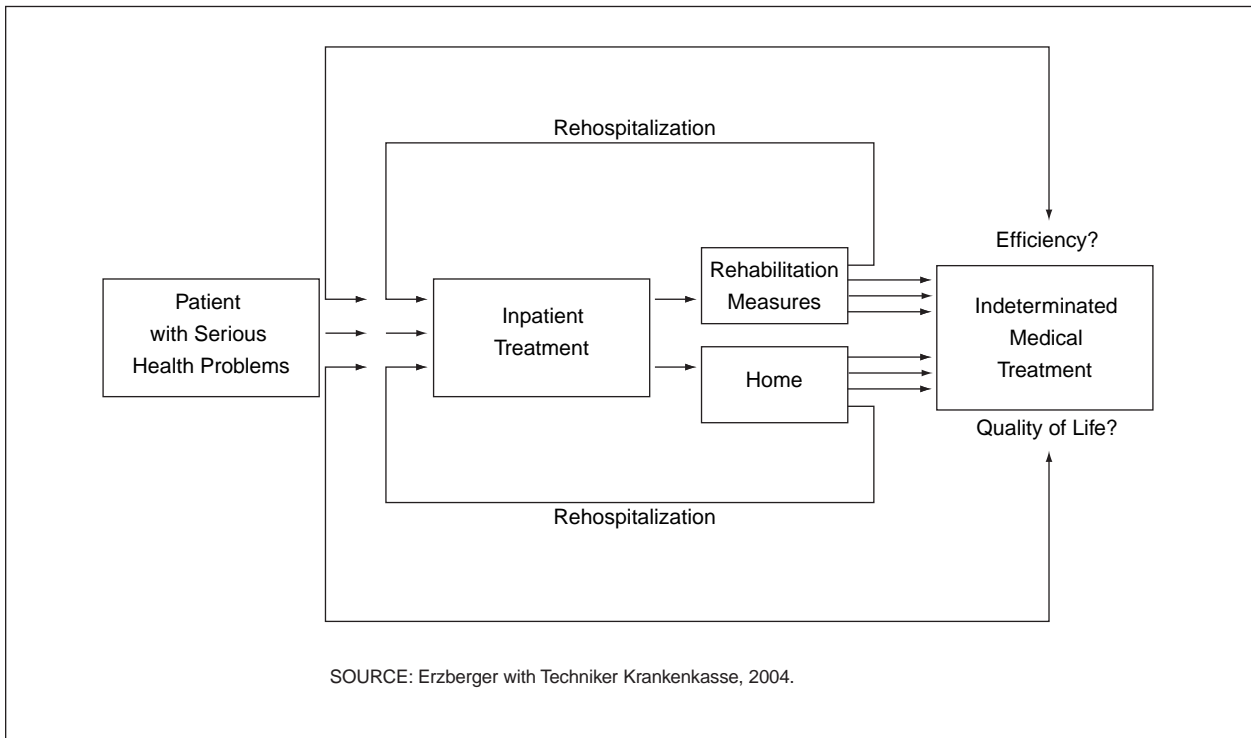 Rehospitalization
Efficiency?
Patient
with Serious
Health Problems
Inpatient
Treatment
Rehabilitation
Measures
Home
Indeterminated
Medical
Treatment
Quality of Life?
Rehospitalization
SOURCE: Erzberger with Techniker Krankenkasse, 2004.